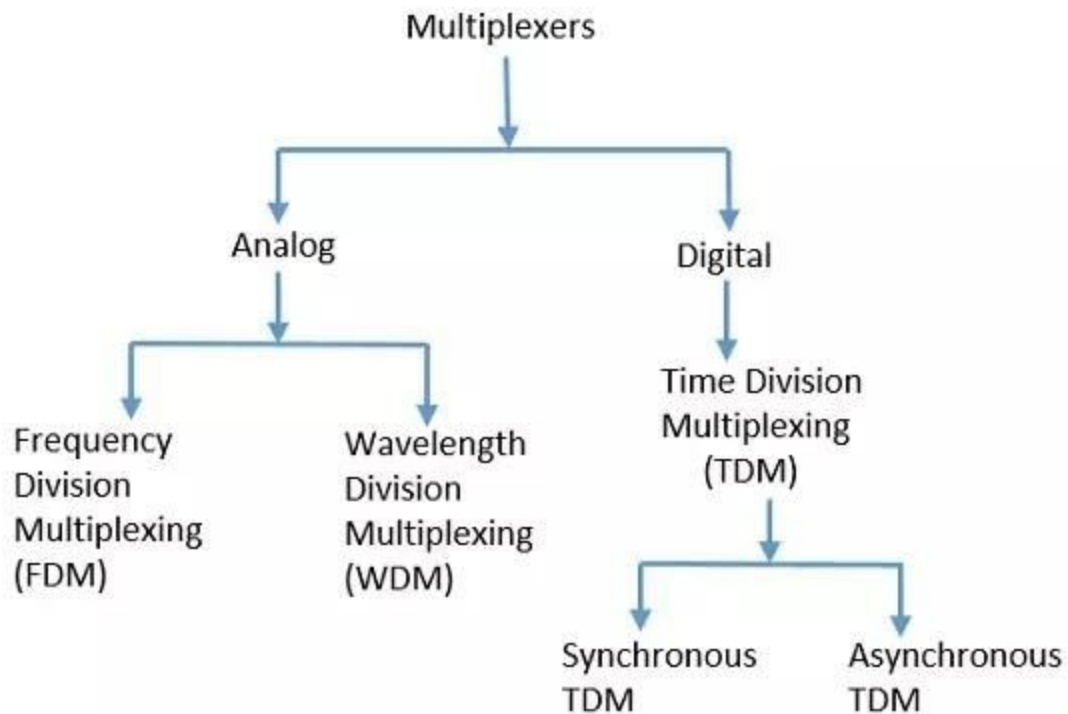 Multiplexers
Analog
Digital
Frequency
Division
Multiplexing
(FDM)
Wavelength
Division
Multiplexing
(WDM)
Time Division
Multiplexing
(TDM)
Synchronous
TDM
Asynchronous
TDM